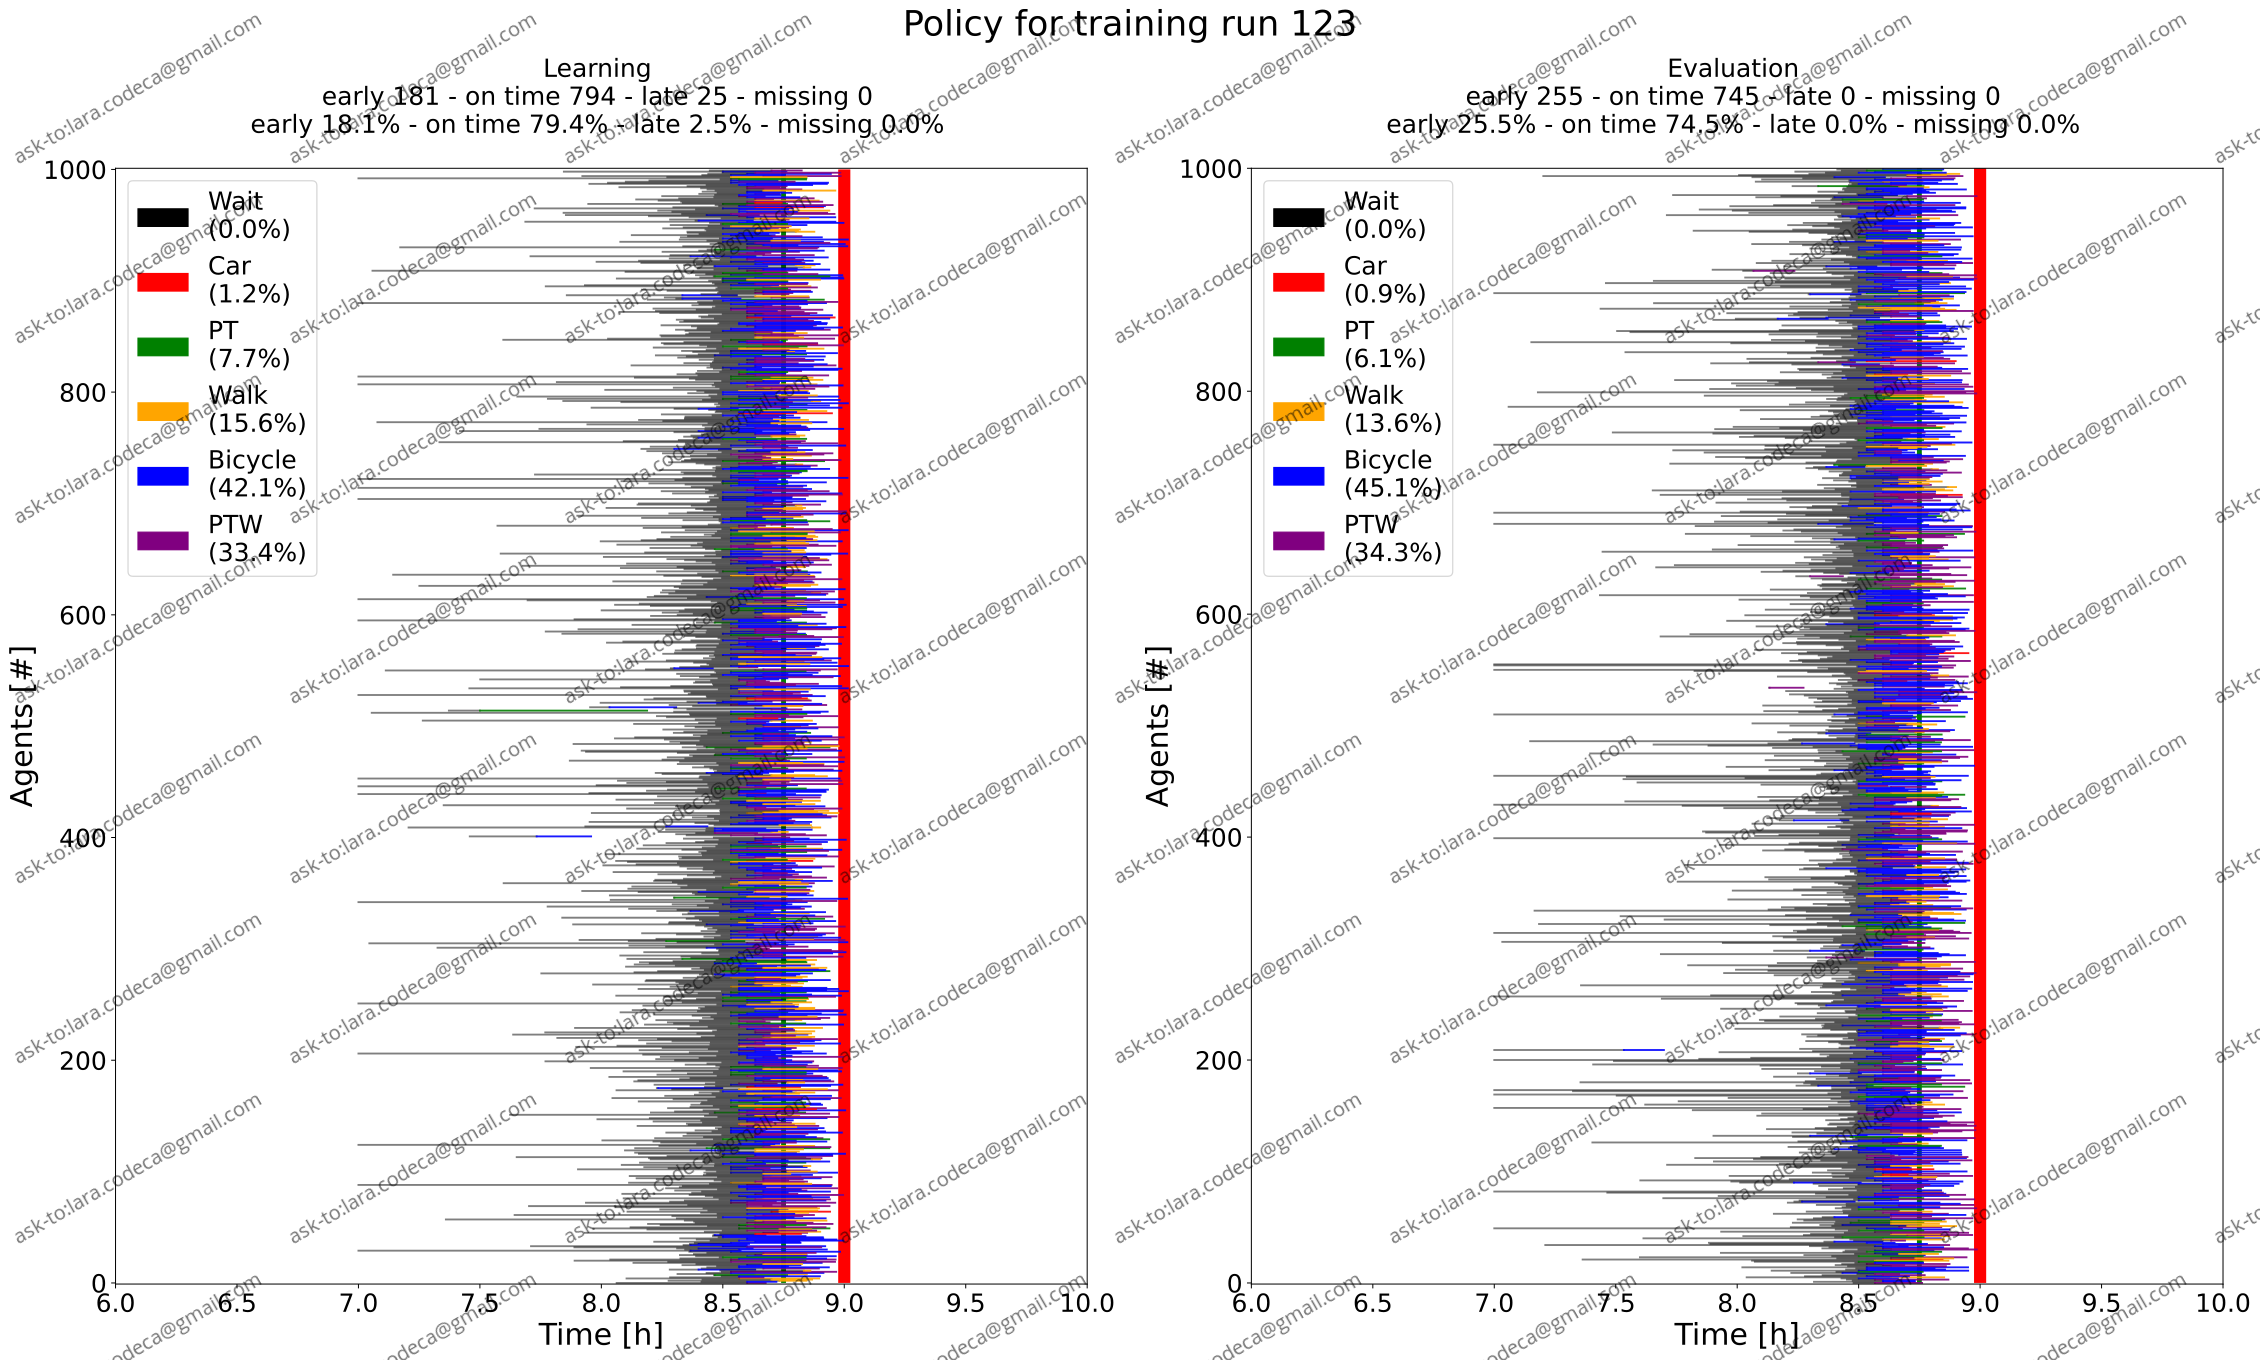 Policy for training run 123
Learning
early 181 - on time 794 - late 25 - missing 0
early 18.1% - on time 79.4% - late 2.5% - missing 0.0%
1000
800
600
400
200
0
Agents [#]
Wait
(0.0%)
Car
(1.2%)
PT
(7.7%)
Walk
(15.6%)
Bicycle
(42.1%)
PTW
(33.4%)
6.0 6.5 7.0 7.5 8.0 8.5 9.0 9.5 10.0
Time [h]
Evaluation
early 255 - on time 745 - late 0 - missing 0
early 25.5% - on time 74.5% - late 0.0% - missing 0.0%
1000
800
600
400
200
0
Agents [#]
Wait
(0.0%)
Car
(0.9%)
PT
(6.1%)
Walk
(13.6%)
Bicycle
(45.1%)
PTW
(34.3%)
6.0 6.5 7.0 7.5 8.0 8.5 9.0 9.5 10.0
Time [h]
ask-to:lara.codeca@gmail.com